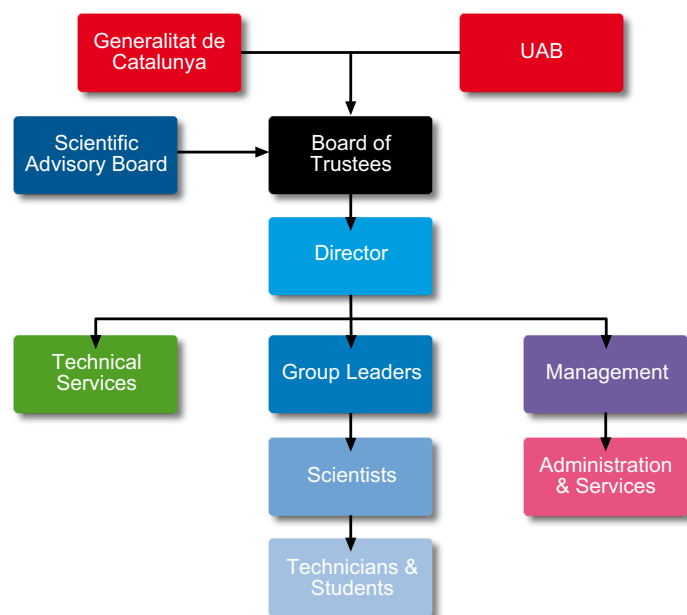 Generalitat de
Catalunya
UAB
Scientific
Advisory Board
Board of
Trustees
Director
Technical
Services
Group Leaders
Management
Scientists
Administration
& Services
Technicians &
Students